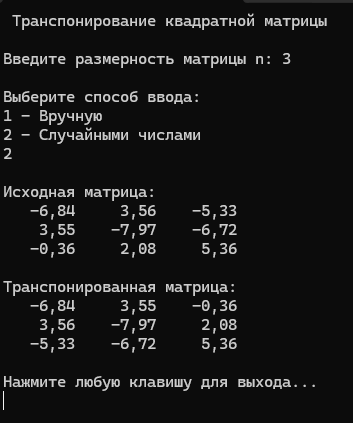 Транспонирование квадратной матрицы
Введите размерность матрицы n: 3
Выберите способ ввода:
1 - Вручную
2 - Случайными числами
2
Исходная матрица:
-6,84 3,56 -5,33
3,55 -7,97 -6,72
-0,36 2,08 5,36
Транспонированная матрица:
-6,84 3,55 -0,36
3,56 -7,97 2,08
-5,33 -6,72 5,36
Нажмите любую клавишу для выхода...